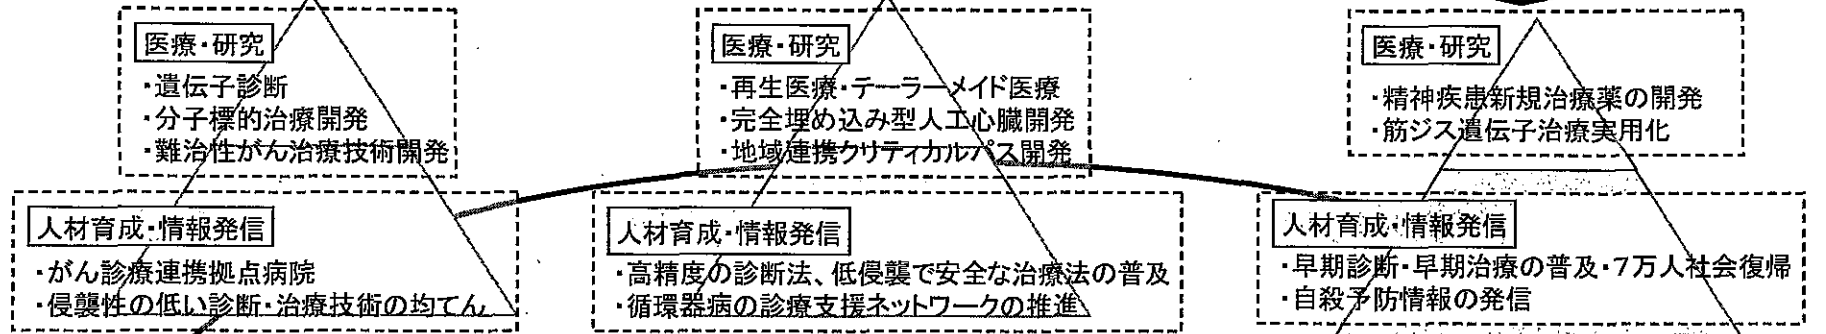 医療・研究
・遺伝子診断
・分子標的治療開発
・難治性がん治療技術開発
人材育成・情報発信
・がん診療連携拠点病院
・侵襲性の低い診断・治療技術の均てん
医療・研究
・再生医療・テーラーメイド医療
・完全埋め込み型人工心臓開発
・地域連携クリティカルパス開発
人材育成・情報発信
・高精度の診断法、低侵襲で安全な治療法の普及
・循環器病の診療支援ネットワークの推進
医療・研究
・精神疾患新規治療薬の開発
・筋ジス遺伝子治療実用化
人材育成・情報発信
・早期診断・早期治療の普及・7万人社会復帰
・自殺予防情報の発信